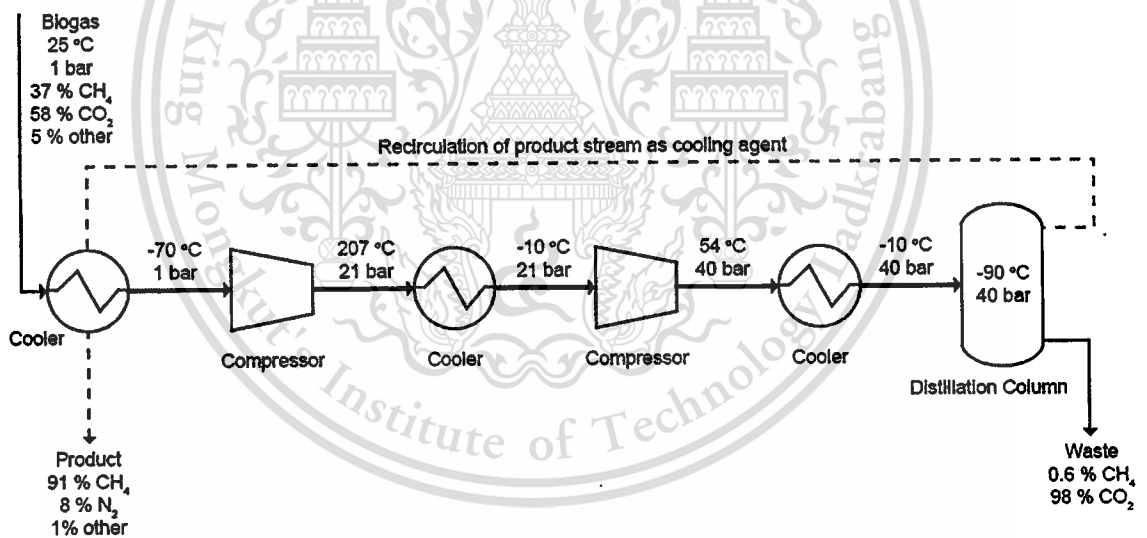 Biogas
25 °C
1 bar
37 % CH₄
58 % CO₂
5 % other
Recirculation of product stream as cooling agent
-70 °C
1 bar
207 °C
21 bar
-10 °C
21 bar
54 °C
40 bar
-10 °C
40 bar
-90 °C
40 bar
Cooler
Compressor
Cooler
Compressor
Cooler
Distillation Column
Product
91 % CH₄
8 % N₂
1% other
Waste
0.6 % CH₄
98 % CO₂
King Mongkut's Institute of Technology Ladkrabang